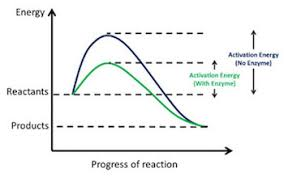 Energy
Activation Energy
(No Enzyme)
Activation Energy
(With Enzyme)
Reactants
Products
Progress of reaction